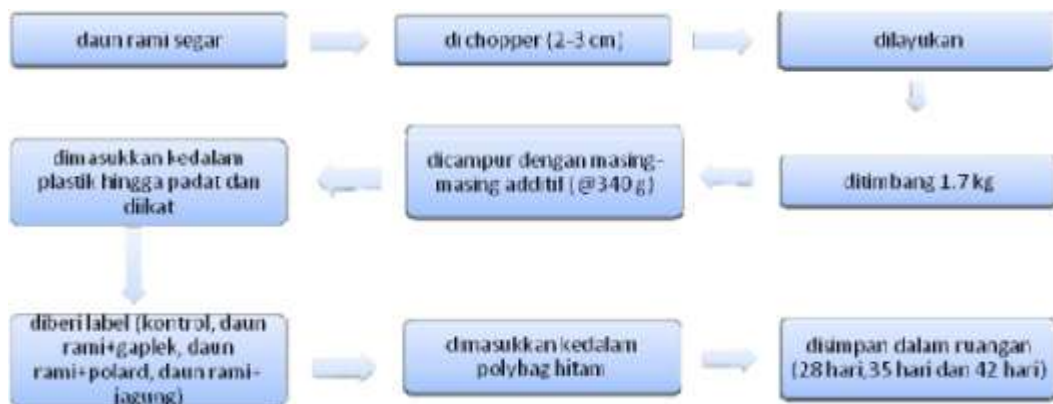 daun rami segar
di chopper (2-3 cm)
dilayukan
ditimbang 1.7 kg
dicampur dengan masing-
masing additif (@340 g)
dimasukkan kedalam
plastik hingga padat dan
diikat
diberi label (kontrol, daun
rami+gaplek, daun
rami+polard, daun rami+
jagung)
dimasukkan kedalam
polybag hitam
disimpan dalam ruangan
(28 hari,35 hari dan 42 hari)